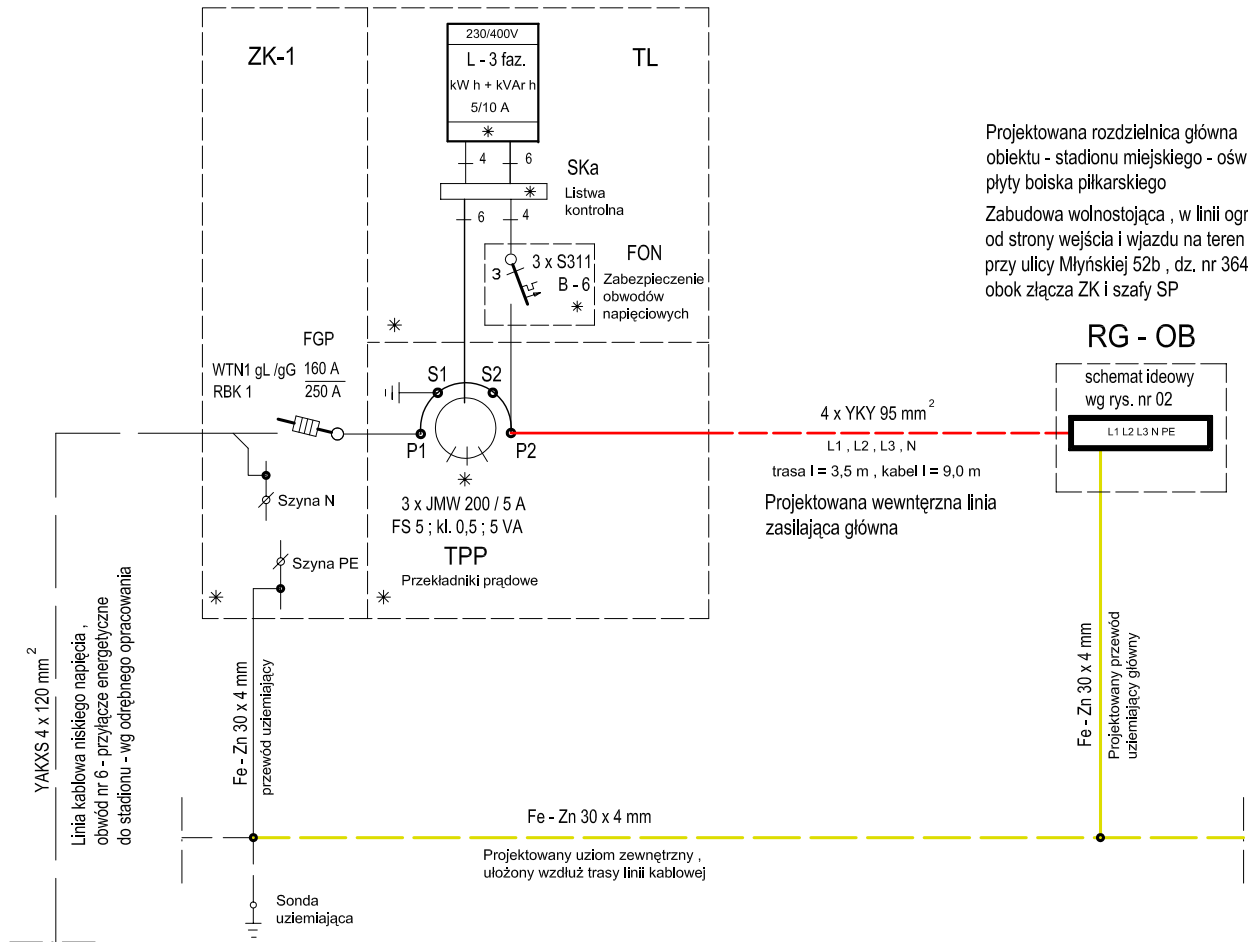 ZK-1
TL
230/400V
L - 3 faz.
kW h + kVAr h
5/10 A
4
6
SKa
Listwa
kontrolna
6
4
FON
3
3 x S311
B - 6
Zabezpieczenie
obwodów
napięciowych
Projektowana rozdzielnica główna
obiektu - stadionu miejskiego - ośw
płyty boiska piłkarskiego
Zabudowa wolnostojąca , w linii ogr
od strony wejścia i wjazdu na teren
przy ulicy Młyńskiej 52b , dz. nr 364
obok złącza ZK i szafy SP
FGP
WTN1 gL /gG 160 A
RBK 1 250 A
S1
S2
P1
P2
3 x JMW 200 / 5 A
FS 5 ; kl. 0,5 ; 5 VA
TPP
Przekładniki prądowe
4 x YKY 95 mm²
L1 , L2 , L3 , N
trasa l = 3,5 m , kabel l = 9,0 m
Projektowana wewntęrzna linia
zasilająca główna
RG - OB
schemat ideowy
wg rys. nr 02
L1 L2 L3 N PE
Szyna N
Szyna PE
YAKXS 4 x 120 mm²
Linia kablowa niskiego napięcia ,
obwód nr 6 - przyłącze energetyczne
do stadionu - wg odrębnego opracowania
Fe - Zn 30 x 4 mm
przewód uziemiający
Fe - Zn 30 x 4 mm
Projektowany przewód
uziemiający główny
Fe - Zn 30 x 4 mm
Projektowany uziom zewnętrzny ,
ułożony wzdłuż trasy linii kablowej
Sonda
uziemiająca